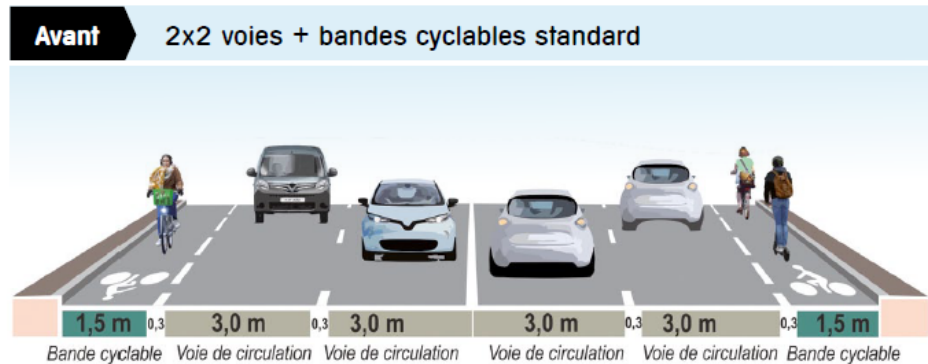 Avant 2x2 voies + bandes cyclables standard
1,5 m 0,3 3,0 m 0,3 3,0 m 3,0 m 0,3 3,0 m 0,3 1,5 m
Bande cyclable Voie de circulation Voie de circulation Voie de circulation Voie de circulation Bande cyclable